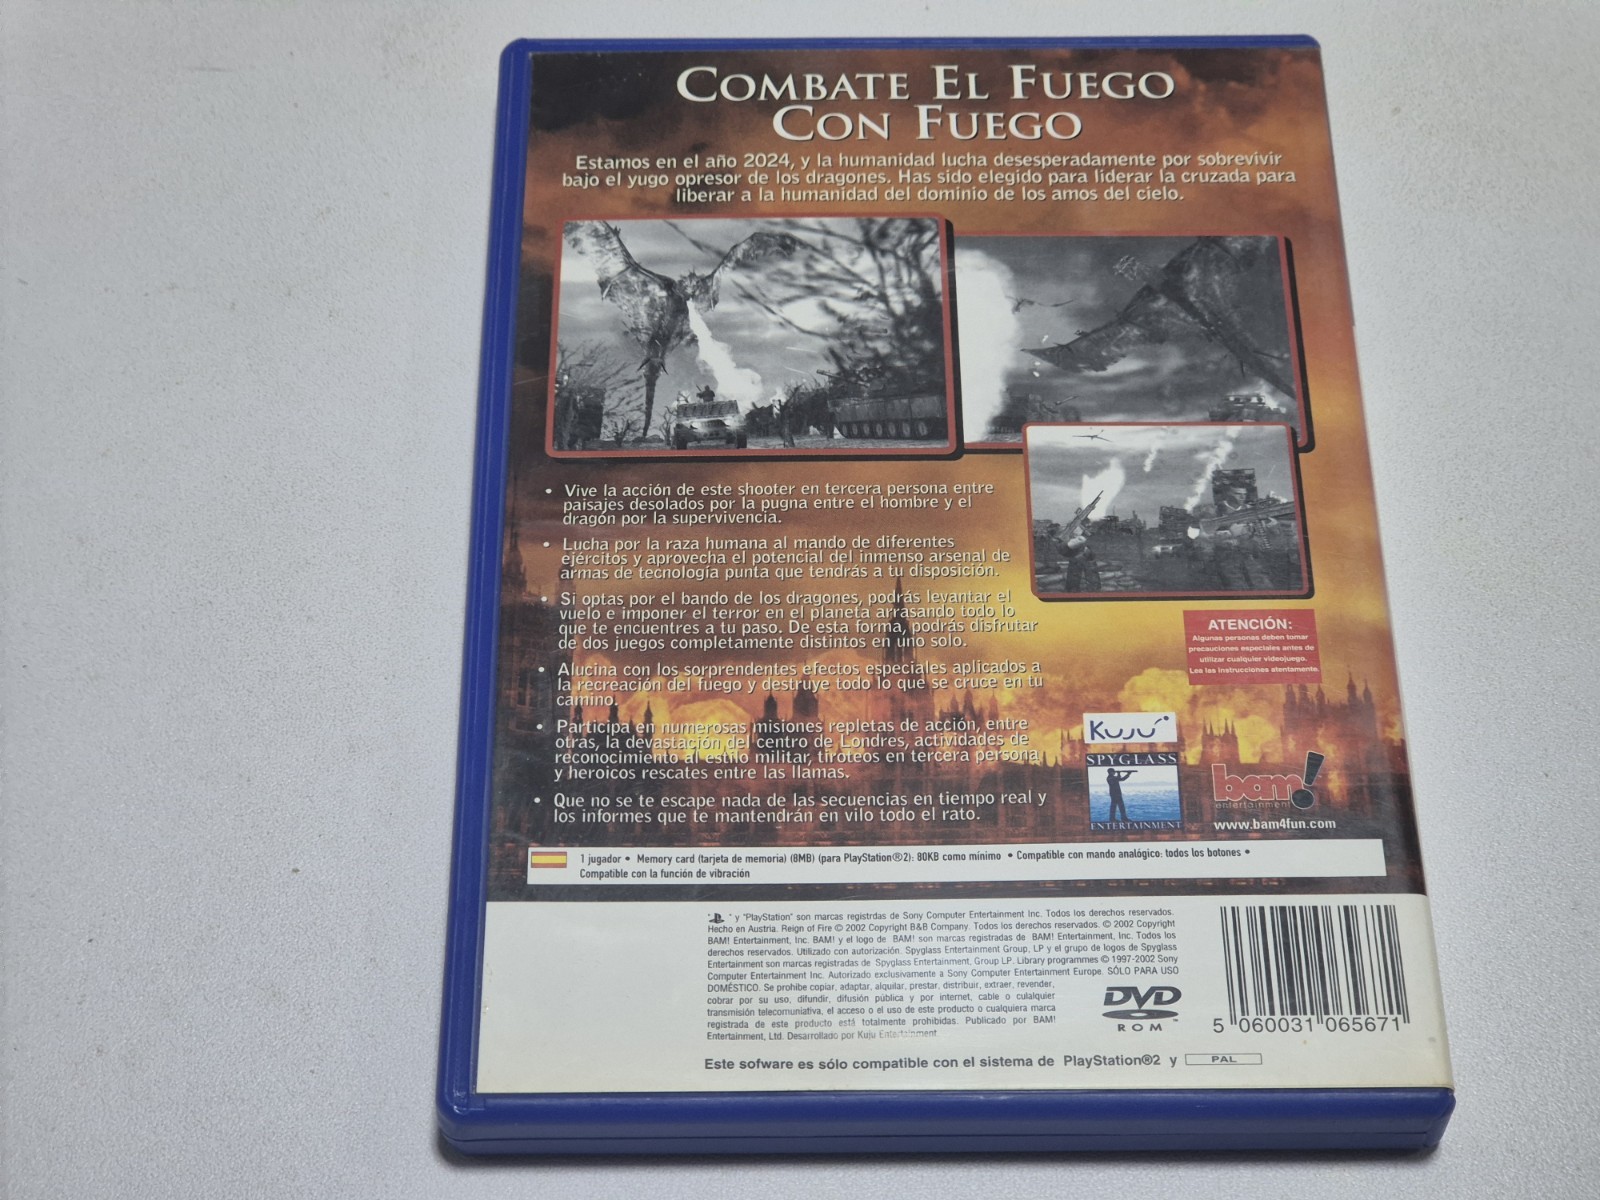 COMBATE EL FUEGO
CON FUEGO
Estamos en el año 2024, y la humanidad lucha desesperadamente por sobrevivir
bajo el yugo opresor de los dragones. Has sido elegido para liderar la cruzada para
liberar a la humanidad del dominio de los amos del cielo.
• Vive la acción de este shooter en tercera persona entre
paisajes desolados por la pugna entre el hombre y el
dragón por la supervivencia.
• Lucha por la raza humana al mando de diferentes
ejércitos y aprovecha el potencial del inmenso arsenal de
armas de tecnología punta que tendrás a tu disposición.
• Si optas por el bando de los dragones, podrás levantar el
vuelo e imponer el terror en el planeta arrasando todo lo
que te encuentres a tu paso. De esta forma, podrás disfrutar
de dos juegos completamente distintos en uno solo.
• Alucina con los sorprendentes efectos especiales aplicados a
la recreación del fuego y destruye todo lo que se cruce en tu
camino.
• Participa en numerosas misiones repletas de acción, entre
otras, la devastación del centro de Londres, actividades de
reconocimiento al estilo militar, tiroteos en tercera persona
y heroicos rescates entre las llamas.
• Que no se te escape nada de las secuencias en tiempo real y
los informes que te mantendrán en vilo todo el rato.
ATENCIÓN:
Algunas personas deben tomar
precauciones especiales antes de
utilizar cualquier videojuego.
Lea las instrucciones atentamente.
Kuju
SPYGLASS
ENTERTAINMENT
bam!
entertainment
www.bam4fun.com
1 jugador • Memory card (tarjeta de memoria) (8MB) (para PlayStation®2): 80KB como mínimo • Compatible con mando analógico: todos los botones •
Compatible con la función de vibración
" " y "PlayStation" son marcas registrdas de Sony Computer Entertainment Inc. Todos los derechos reservados.
Hecho en Austria. Reign of Fire © 2002 Copyright B&B Company. Todos los derechos reservados. © 2002 Copyright
BAM! Entertainment, Inc. BAM! y el logo de BAM! son marcas registradas de BAM! Entertainment, Inc. Todos los
derechos reservados. Utilizado con autorización. Spyglass Entertainment Group, LP y el grupo de logos de Spyglass
Entertainment son marcas registradas de Spyglass Entertainment, Group LP. Library programmes © 1997-2002 Sony
Computer Entertainment Inc. Autorizado exclusivamente a Sony Computer Entertainment Europe. SÓLO PARA USO
DOMÉSTICO. Se prohíbe copiar, adaptar, alquilar, prestar, distribuir, extraer, revender,
cobrar por su uso, difundir, difusión pública y por internet, cable o culalquier
transmisión telecomuniativa, el acceso o el uso de este producto o cualquiera marca
registrada de este producto está totalmente prohibidas. Publicado por BAM!
Entertainment, Ltd. Desarrollado por Kuju Entertainment.
DVD
ROM
5 060031 065671
Este sofware es sólo compatible con el sistema de PlayStation®2 y PAL